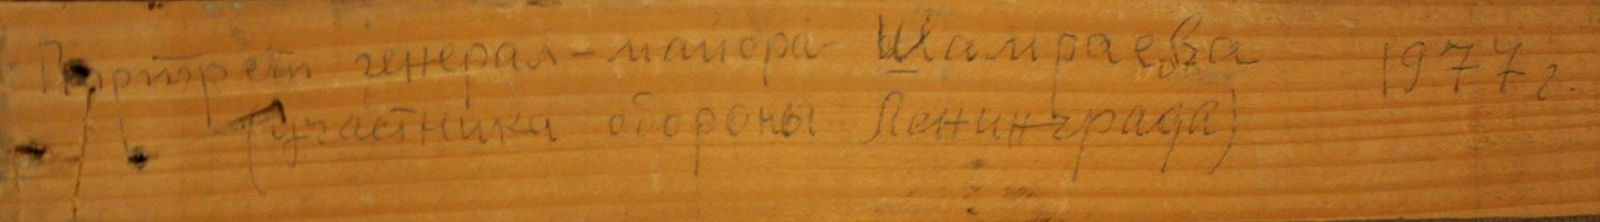 Портрет генерал-майора Шамраева 1977 г.
(участника обороны Ленинграда)